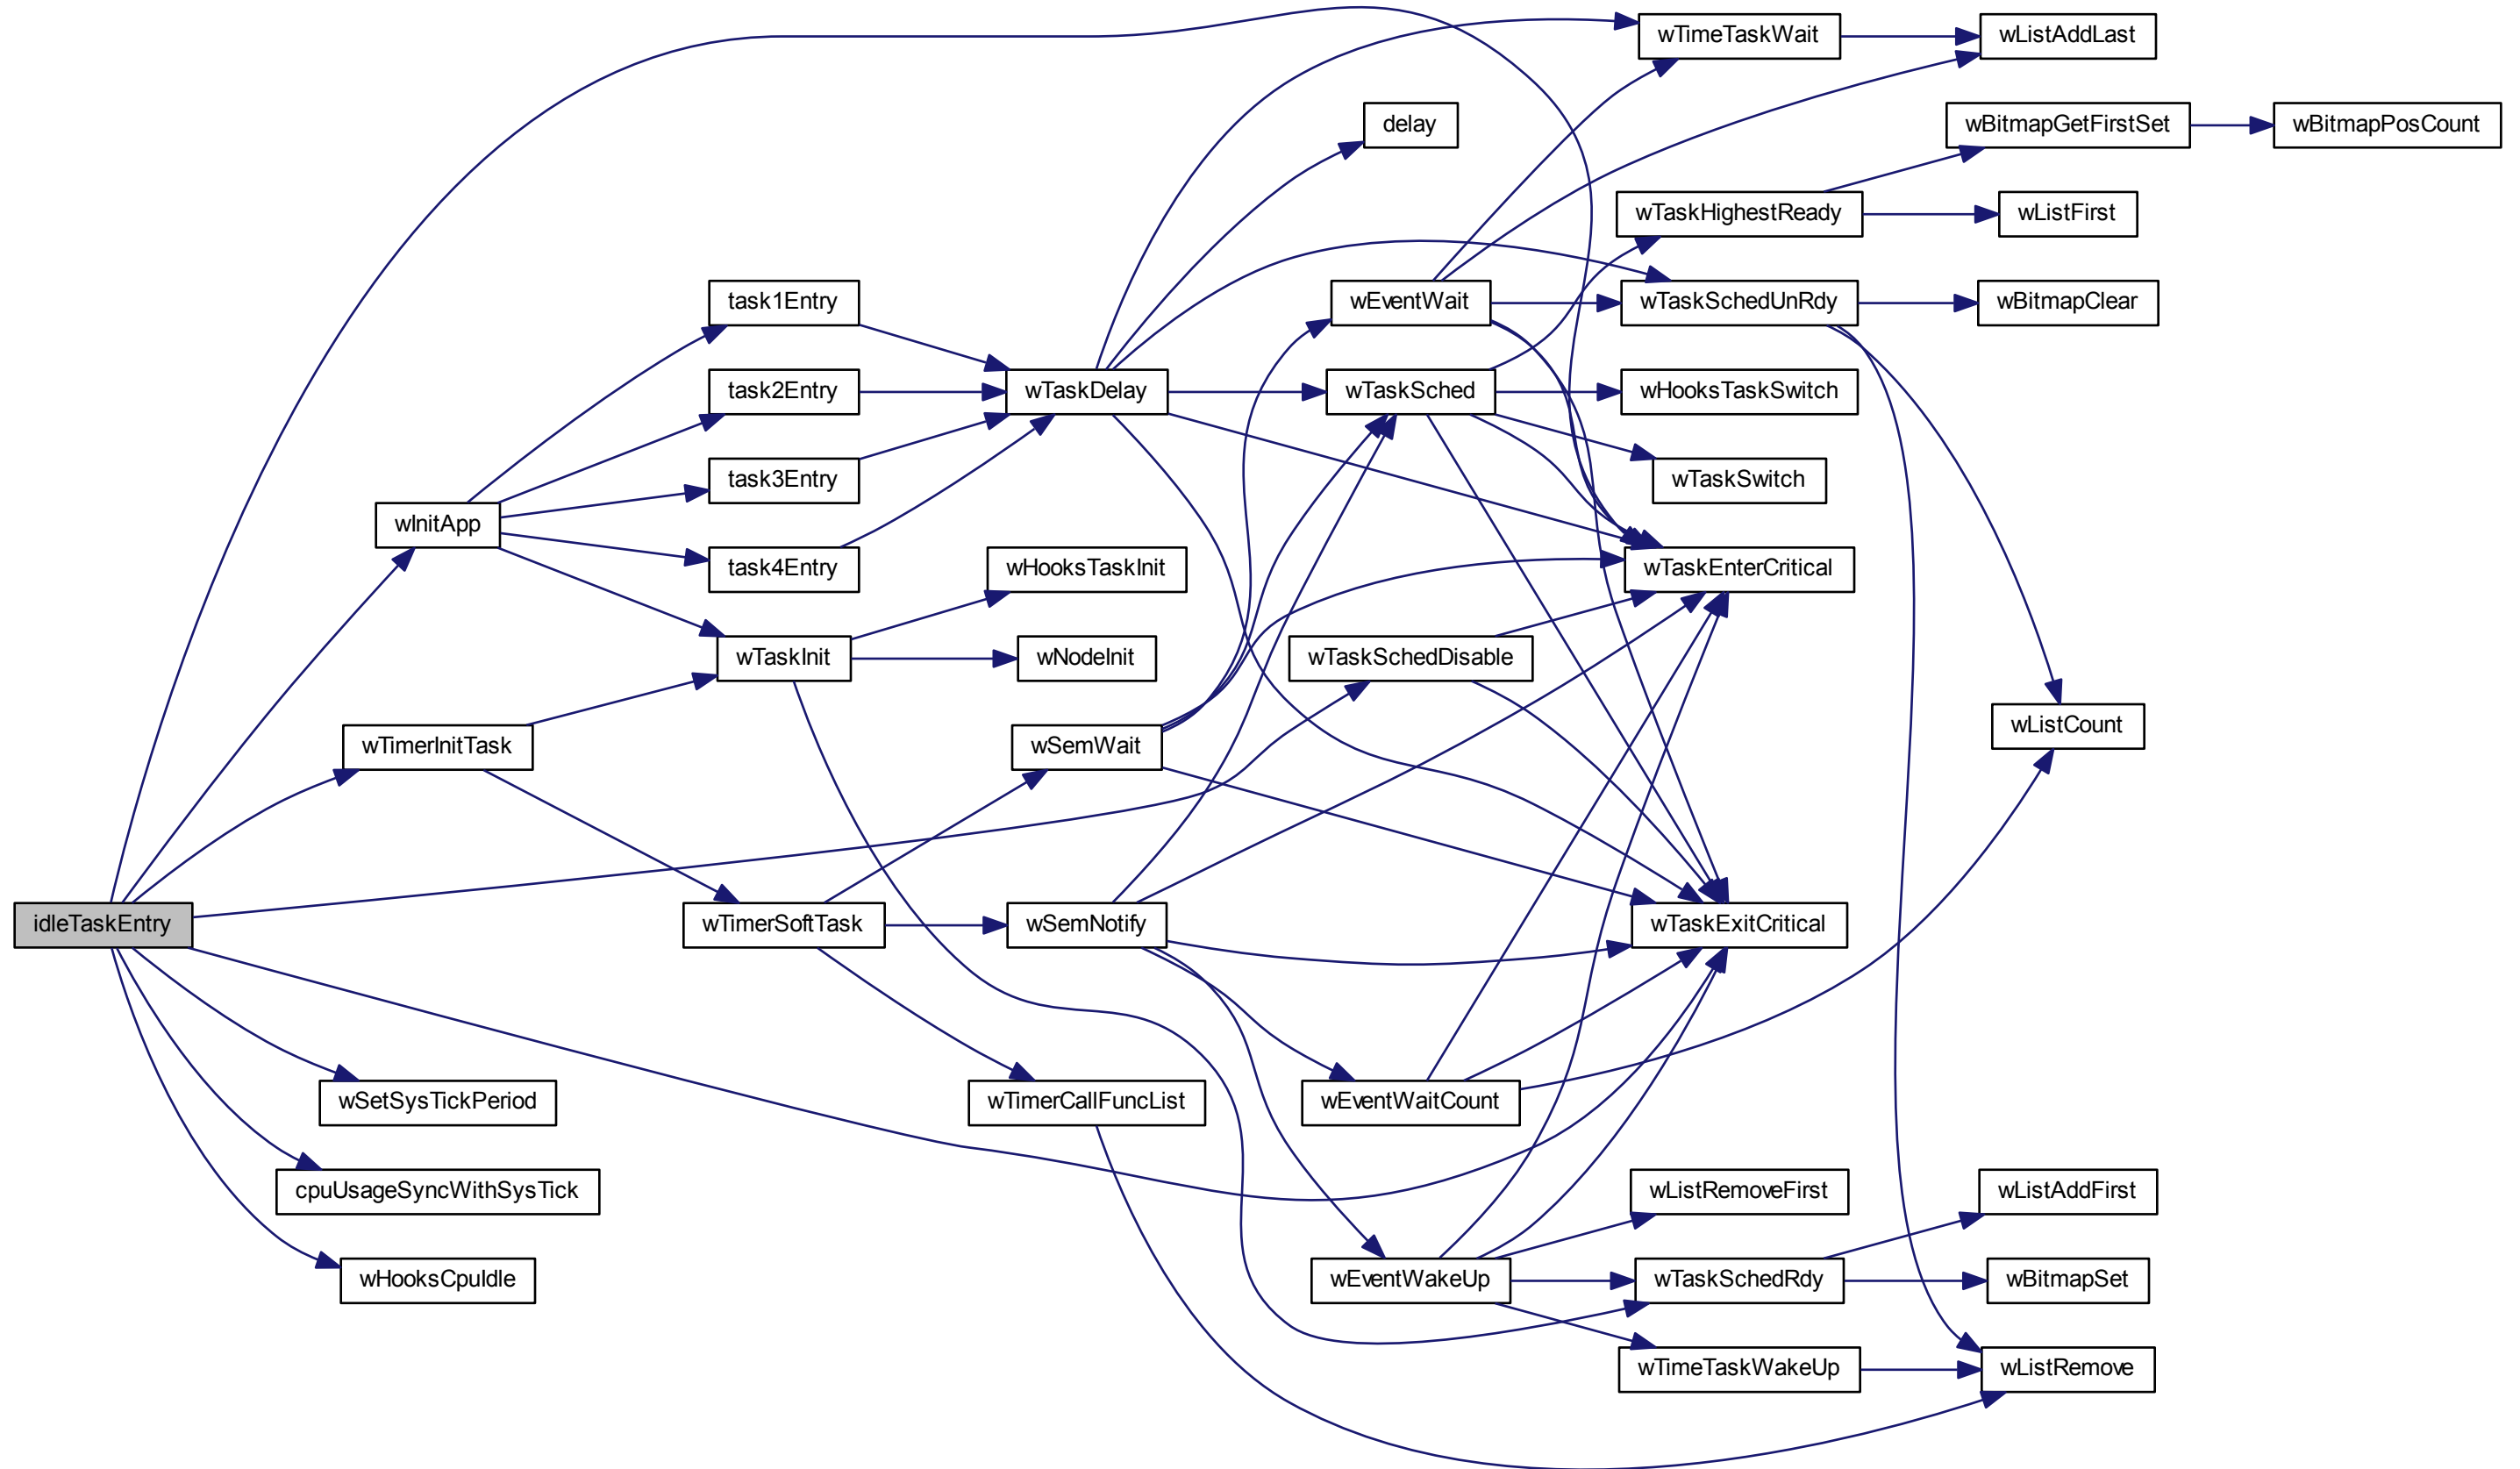 wTimeTaskWait
wListAddLast
delay
wBitmapGetFirstSet
wBitmapPosCount
wTaskHighestReady
wListFirst
task1Entry
wEventWait
wTaskSchedUnRdy
wBitmapClear
task2Entry
wTaskDelay
wTaskSched
wHooksTaskSwitch
task3Entry
wTaskSwitch
wInitApp
task4Entry
wHooksTaskInit
wTaskEnterCritical
wTaskInit
wNodeInit
wTaskSchedDisable
wTimerInitTask
wSemWait
wListCount
idleTaskEntry
wTimerSoftTask
wSemNotify
wTaskExitCritical
wSetSysTickPeriod
wTimerCallFuncList
wEventWaitCount
cpuUsageSyncWithSysTick
wListRemoveFirst
wListAddFirst
wHooksCpuIdle
wEventWakeUp
wTaskSchedRdy
wBitmapSet
wTimeTaskWakeUp
wListRemove